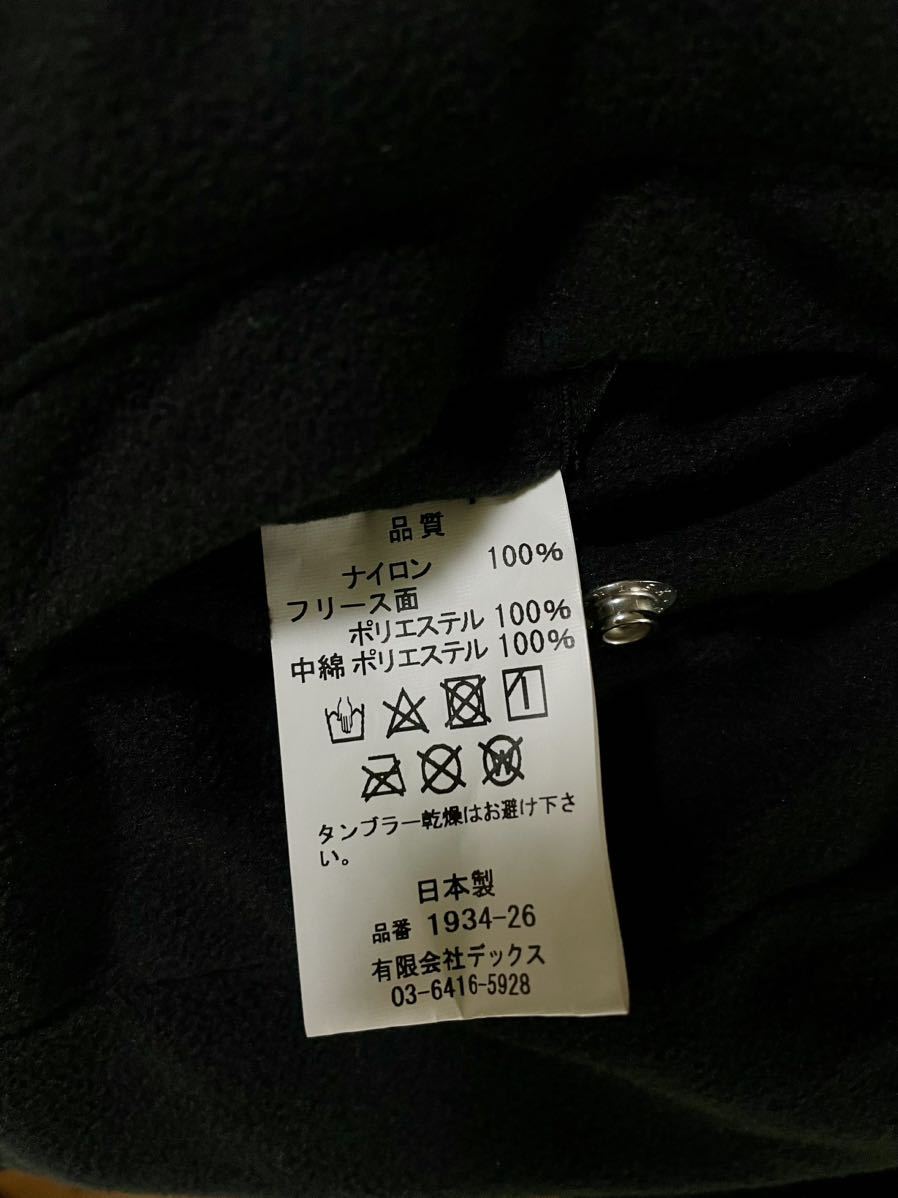 品質
ナイロン 100%
フリース面
ポリエステル 100%
中綿 ポリエステル 100%
W
タンブラー乾燥はお避け下さ
い。
日本製
品番 1934-26
有限会社デックス
03-6416-5928